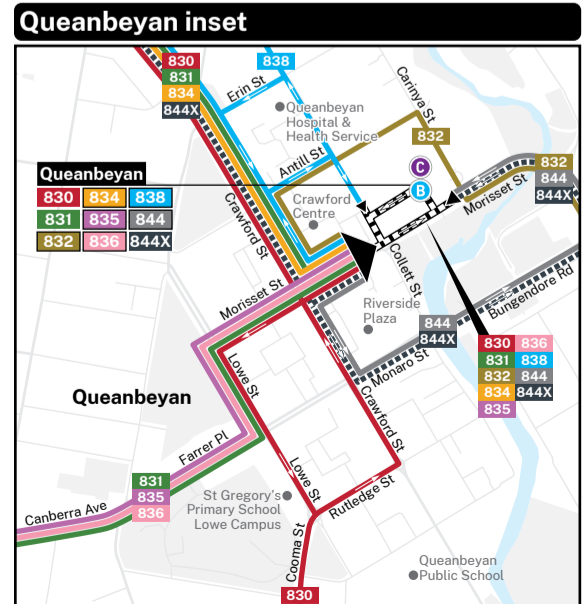 Queanbeyan inset
830
831
834
844X
838
Erin St
Queanbeyan
Hospital &
Health Service
Carinya St
832
Antill St
C
B
832
844
844X
Queanbeyan
830 834 838
831 835 844
832 836 844X
Crawford
Centre
Morisset St
Crawford St
Collett St
Morisset St
Riverside
Plaza
Bungendore Rd
844
844X
830 836
831 838
832 844
834 844X
835
Monaro St
Lowe St
Queanbeyan
Crawford St
Farrer Pl
831
835
836
Lowe St
St Gregory's
Primary School
Lowe Campus
Rutledge St
Canberra Ave
Cooma St
Queanbeyan
Public School
830